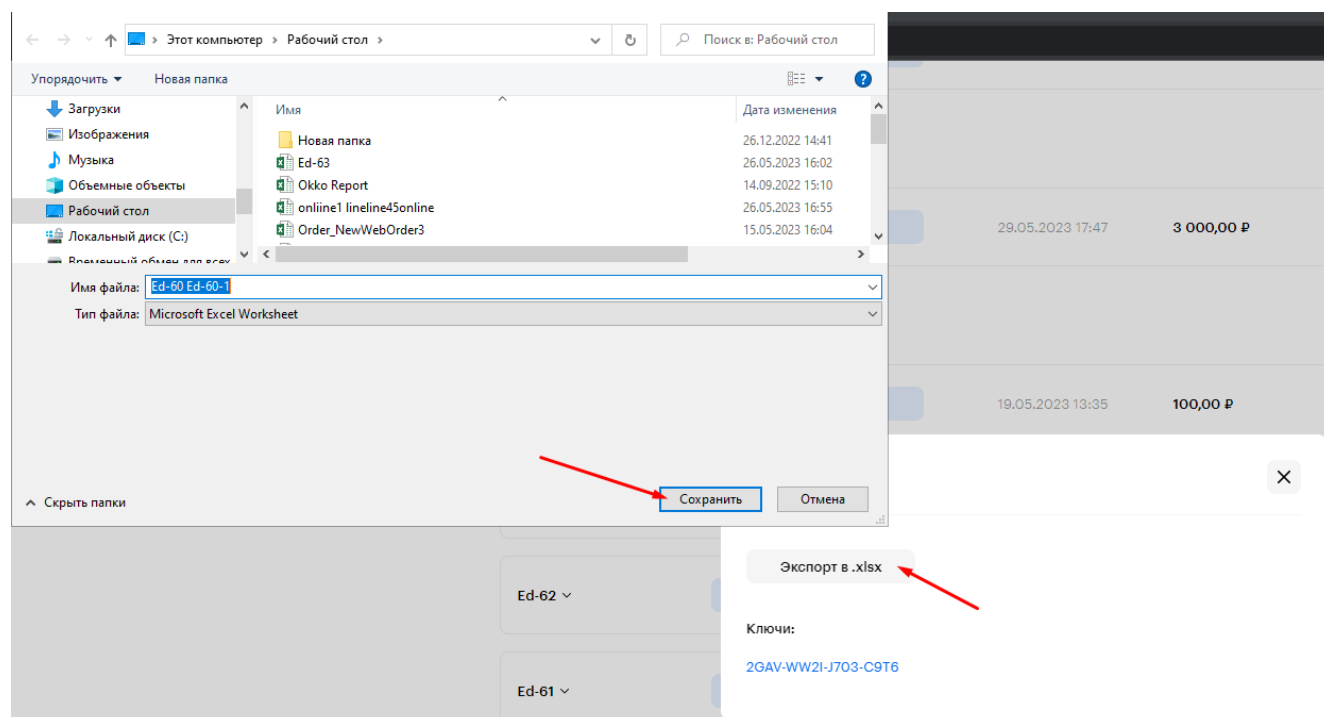 Этот компьютер > Рабочий стол >
Поиск в: Рабочий стол
Упорядочить
Новая папка
?
Загрузки
Изображения
Музыка
Объемные объекты
Рабочий стол
Локальный диск (C:)
Временный обмен для всех
Имя
Дата изменения
Новая папка
26.12.2022 14:41
Ed-63
26.05.2023 16:02
Okko Report
14.09.2022 15:10
onliine1 lineline45online
26.05.2023 16:55
Order_NewWebOrder3
15.05.2023 16:04
Имя файла: Ed-60 Ed-60-1
Тип файла: Microsoft Excel Worksheet
Скрыть папки
Сохранить
Отмена
29.05.2023 17:47
3 000,00 ₽
19.05.2023 13:35
100,00 ₽
Экспорт в .xlsx
Ключи:
2GAV-WW2I-J703-C9T6
Ed-62
Ed-61